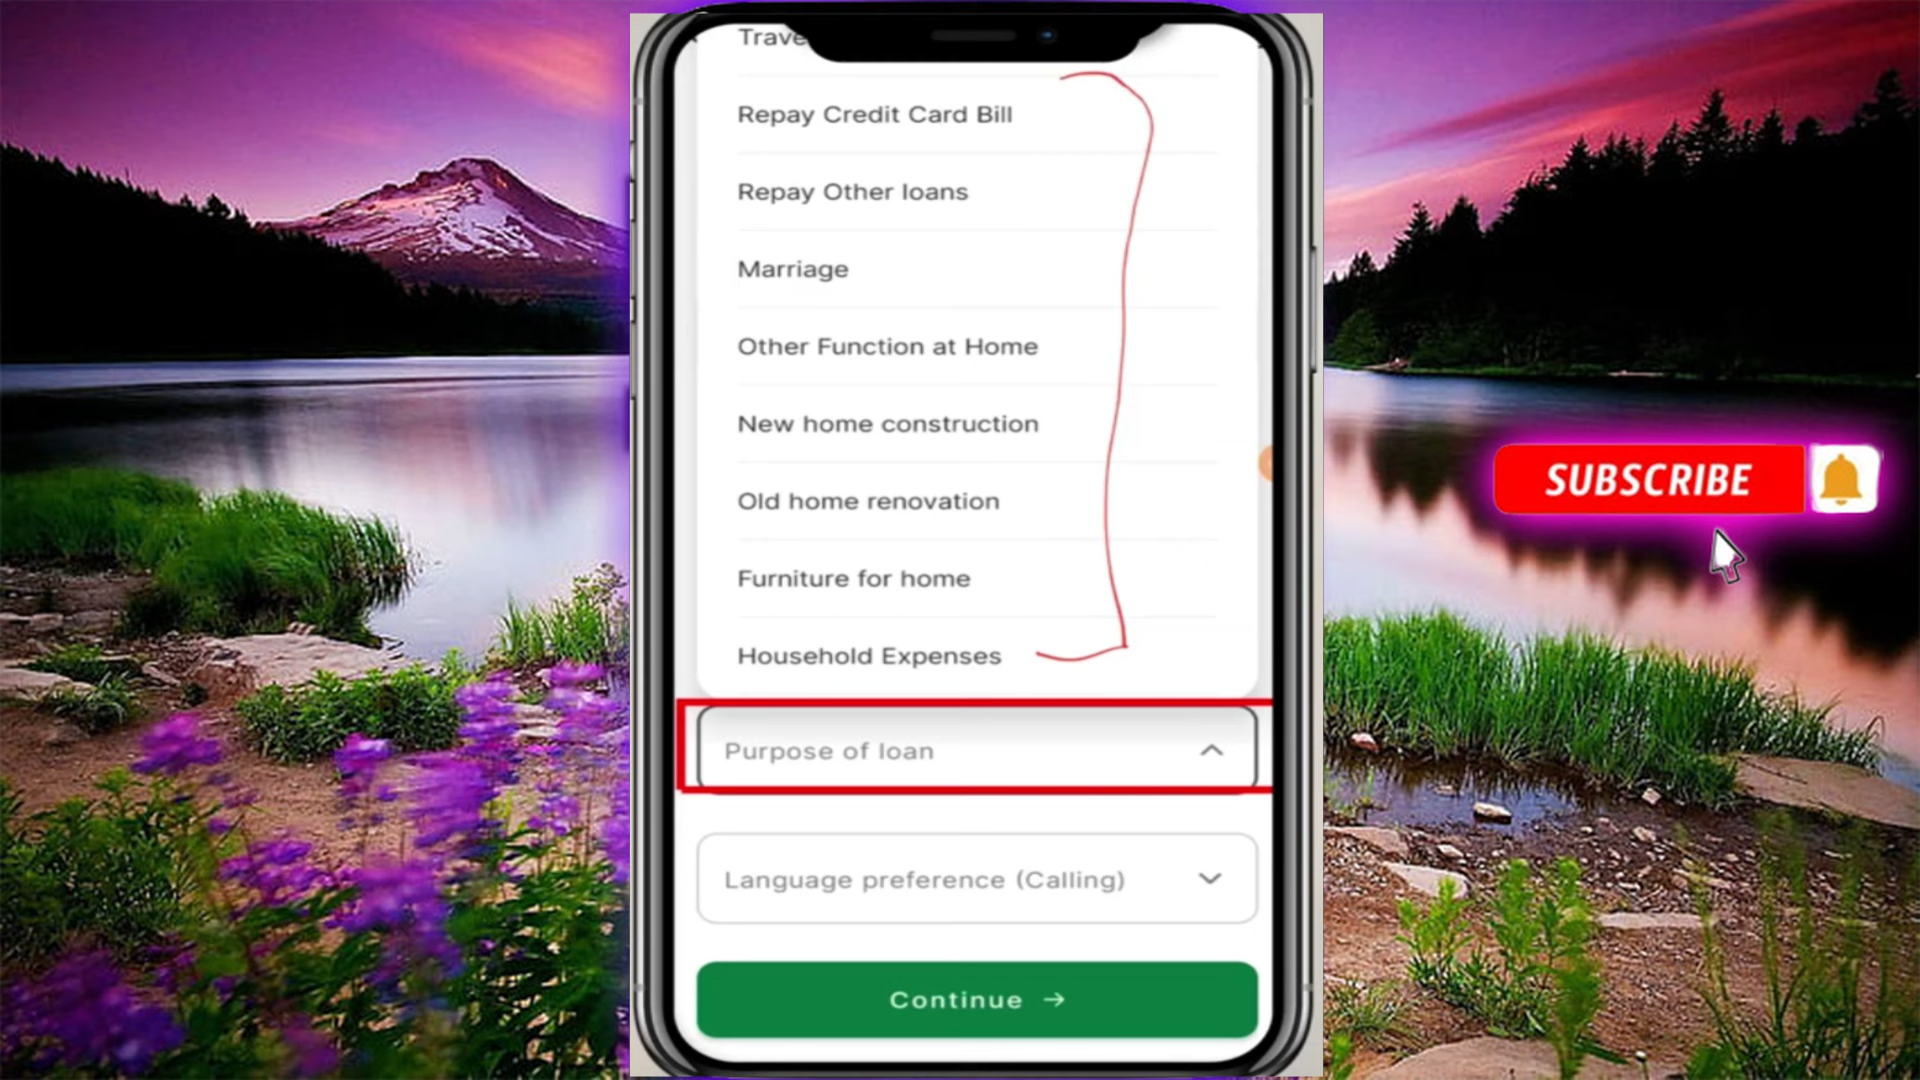 Repay Credit Card Bill
Repay Other loans
Marriage
Other Function at Home
New home construction
Old home renovation
Furniture for home
Household Expenses
Purpose of loan
Language preference (Calling)
Continue →
SUBSCRIBE